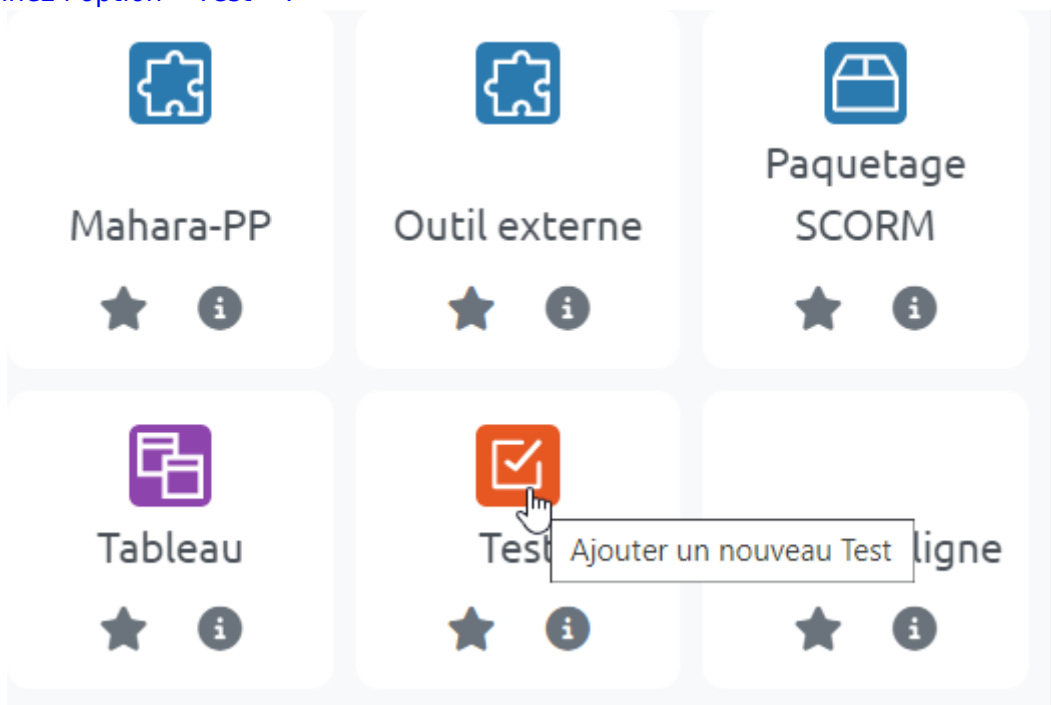 Mahara-PP
Outil externe
Paquetage
SCORM
Tableau
Test
Ajouter un nouveau Test
ligne